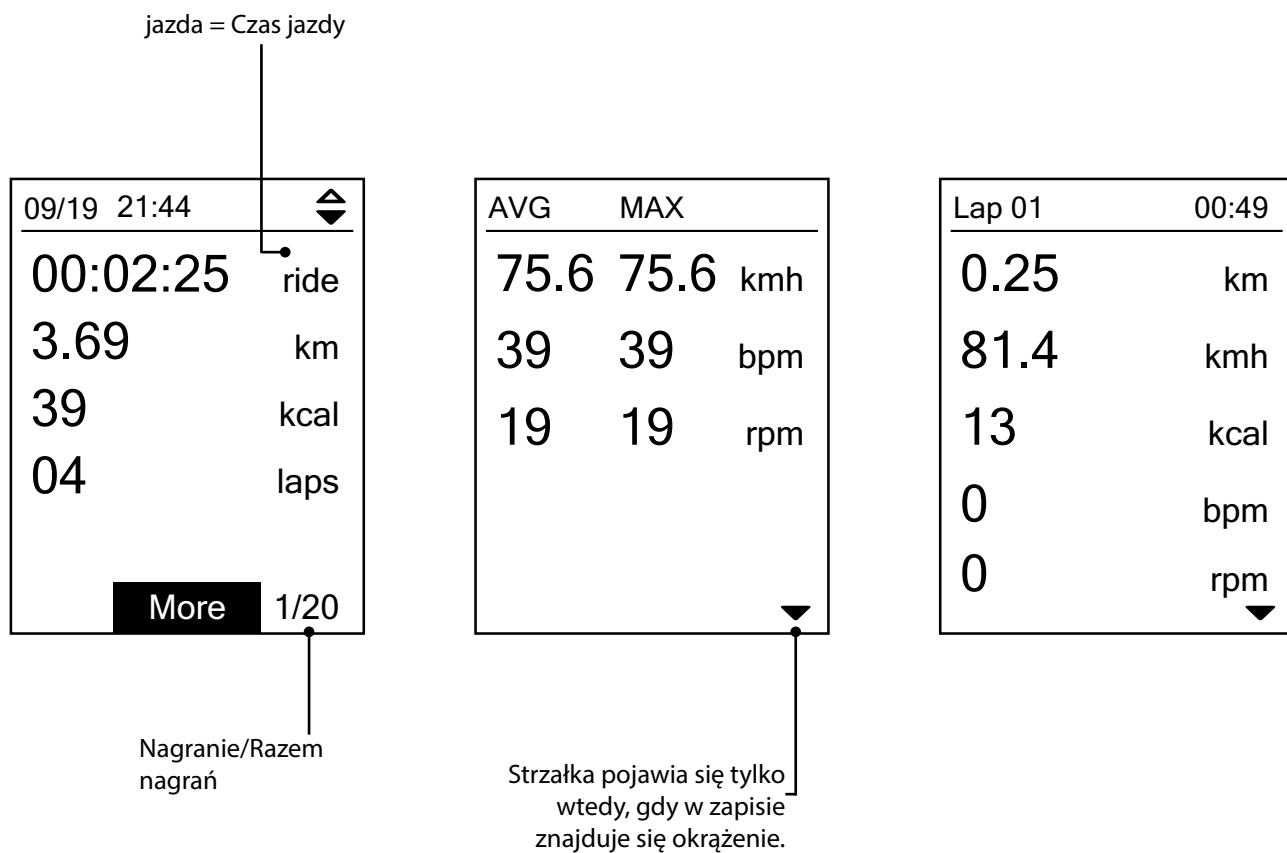 jazda = Czas jazdy
09/19 21:44
00:02:25 ride
3.69 km
39 kcal
04 laps
More 1/20
Nagranie/Razem
nagrań
AVG MAX
75.6 75.6 kmh
39 39 bpm
19 19 rpm
Strzałka pojawia się tylko
wtedy, gdy w zapisie
znajduje się okrążenie.
Lap 01 00:49
0.25 km
81.4 kmh
13 kcal
0 bpm
0 rpm